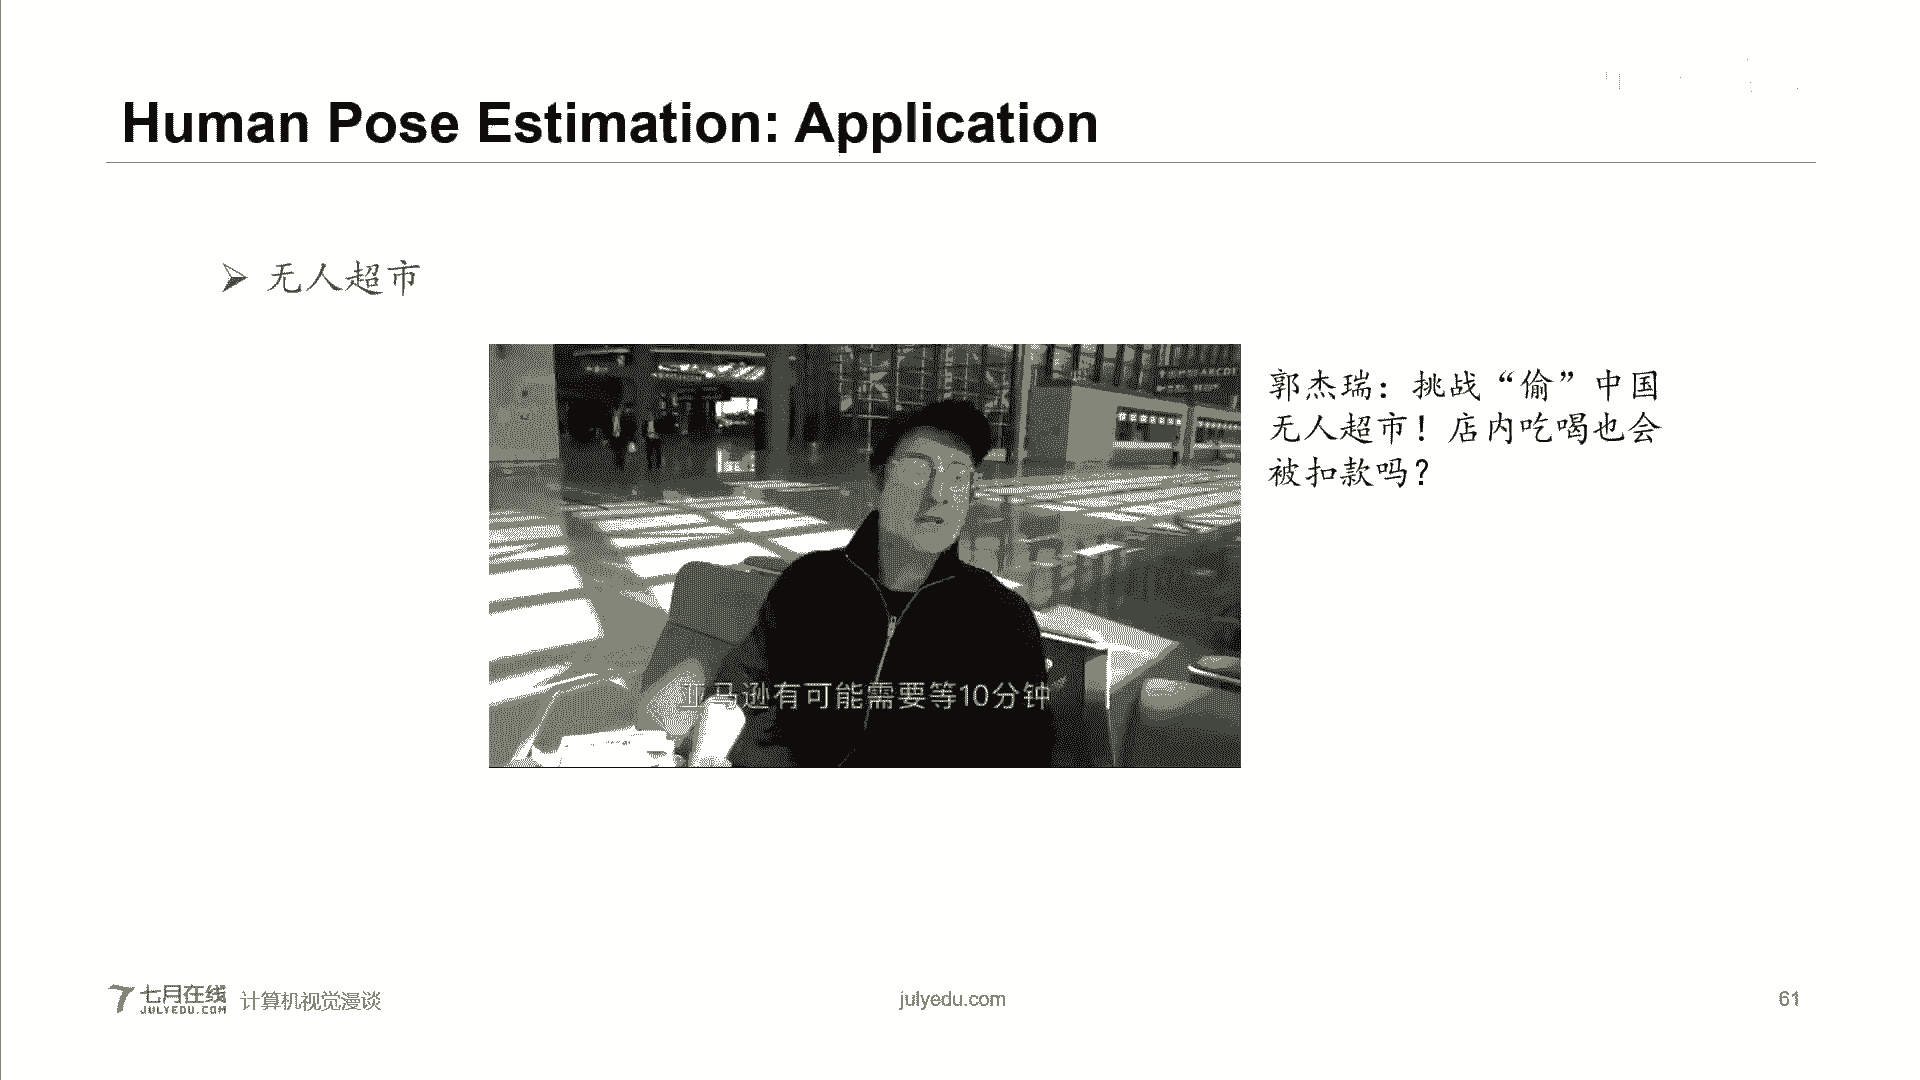 Human Pose Estimation: Application
无人超市
郭杰瑞：挑战“偷”中国
无人超市！店内吃喝也会
被扣款吗？
亚马逊有可能需要等10分钟
七月在线
JULYEDU.COM
计算机视觉漫谈
julyedu.com
61